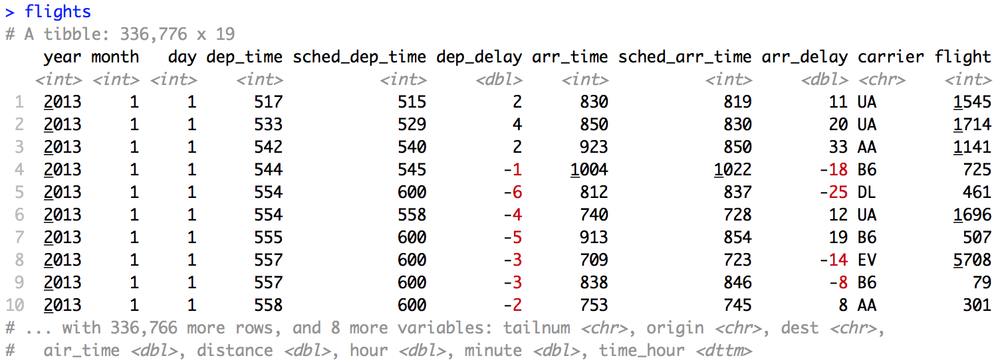 > flights
# A tibble: 336,776 x 19
year month day dep_time sched_dep_time dep_delay arr_time sched_arr_time arr_delay carrier flight
<int> <int> <int> <int> <int> <dbl> <int> <int> <dbl> <chr> <int>
1 2013 1 1 517 515 2 830 819 11 UA 1545
2 2013 1 1 533 529 4 850 830 20 UA 1714
3 2013 1 1 542 540 2 923 850 33 AA 1141
4 2013 1 1 544 545 -1 1004 1022 -18 B6 725
5 2013 1 1 554 600 -6 812 837 -25 DL 461
6 2013 1 1 554 558 -4 740 728 12 UA 1696
7 2013 1 1 555 600 -5 913 854 19 B6 507
8 2013 1 1 557 600 -3 709 723 -14 EV 5708
9 2013 1 1 557 600 -3 838 846 -8 B6 79
10 2013 1 1 558 600 -2 753 745 8 AA 301
# ... with 336,766 more rows, and 8 more variables: tailnum <chr>, origin <chr>, dest <chr>,
# air_time <dbl>, distance <dbl>, hour <dbl>, minute <dbl>, time_hour <dttm>